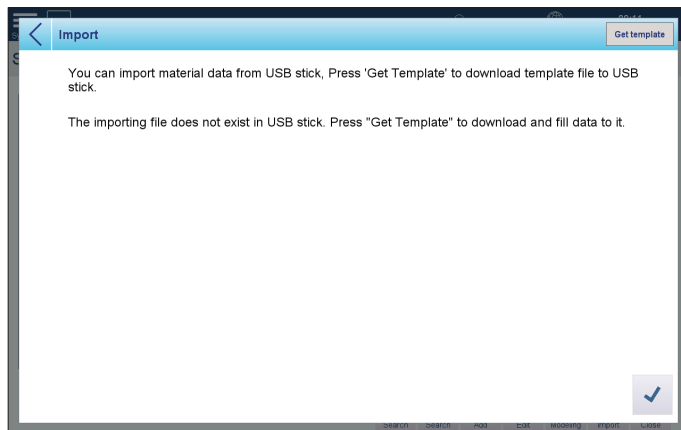 Import
Get template
You can import material data from USB stick, Press 'Get Template' to download template file to USB
stick.
The importing file does not exist in USB stick. Press "Get Template" to download and fill data to it.
Search Search Add Edit Modeling Import Close